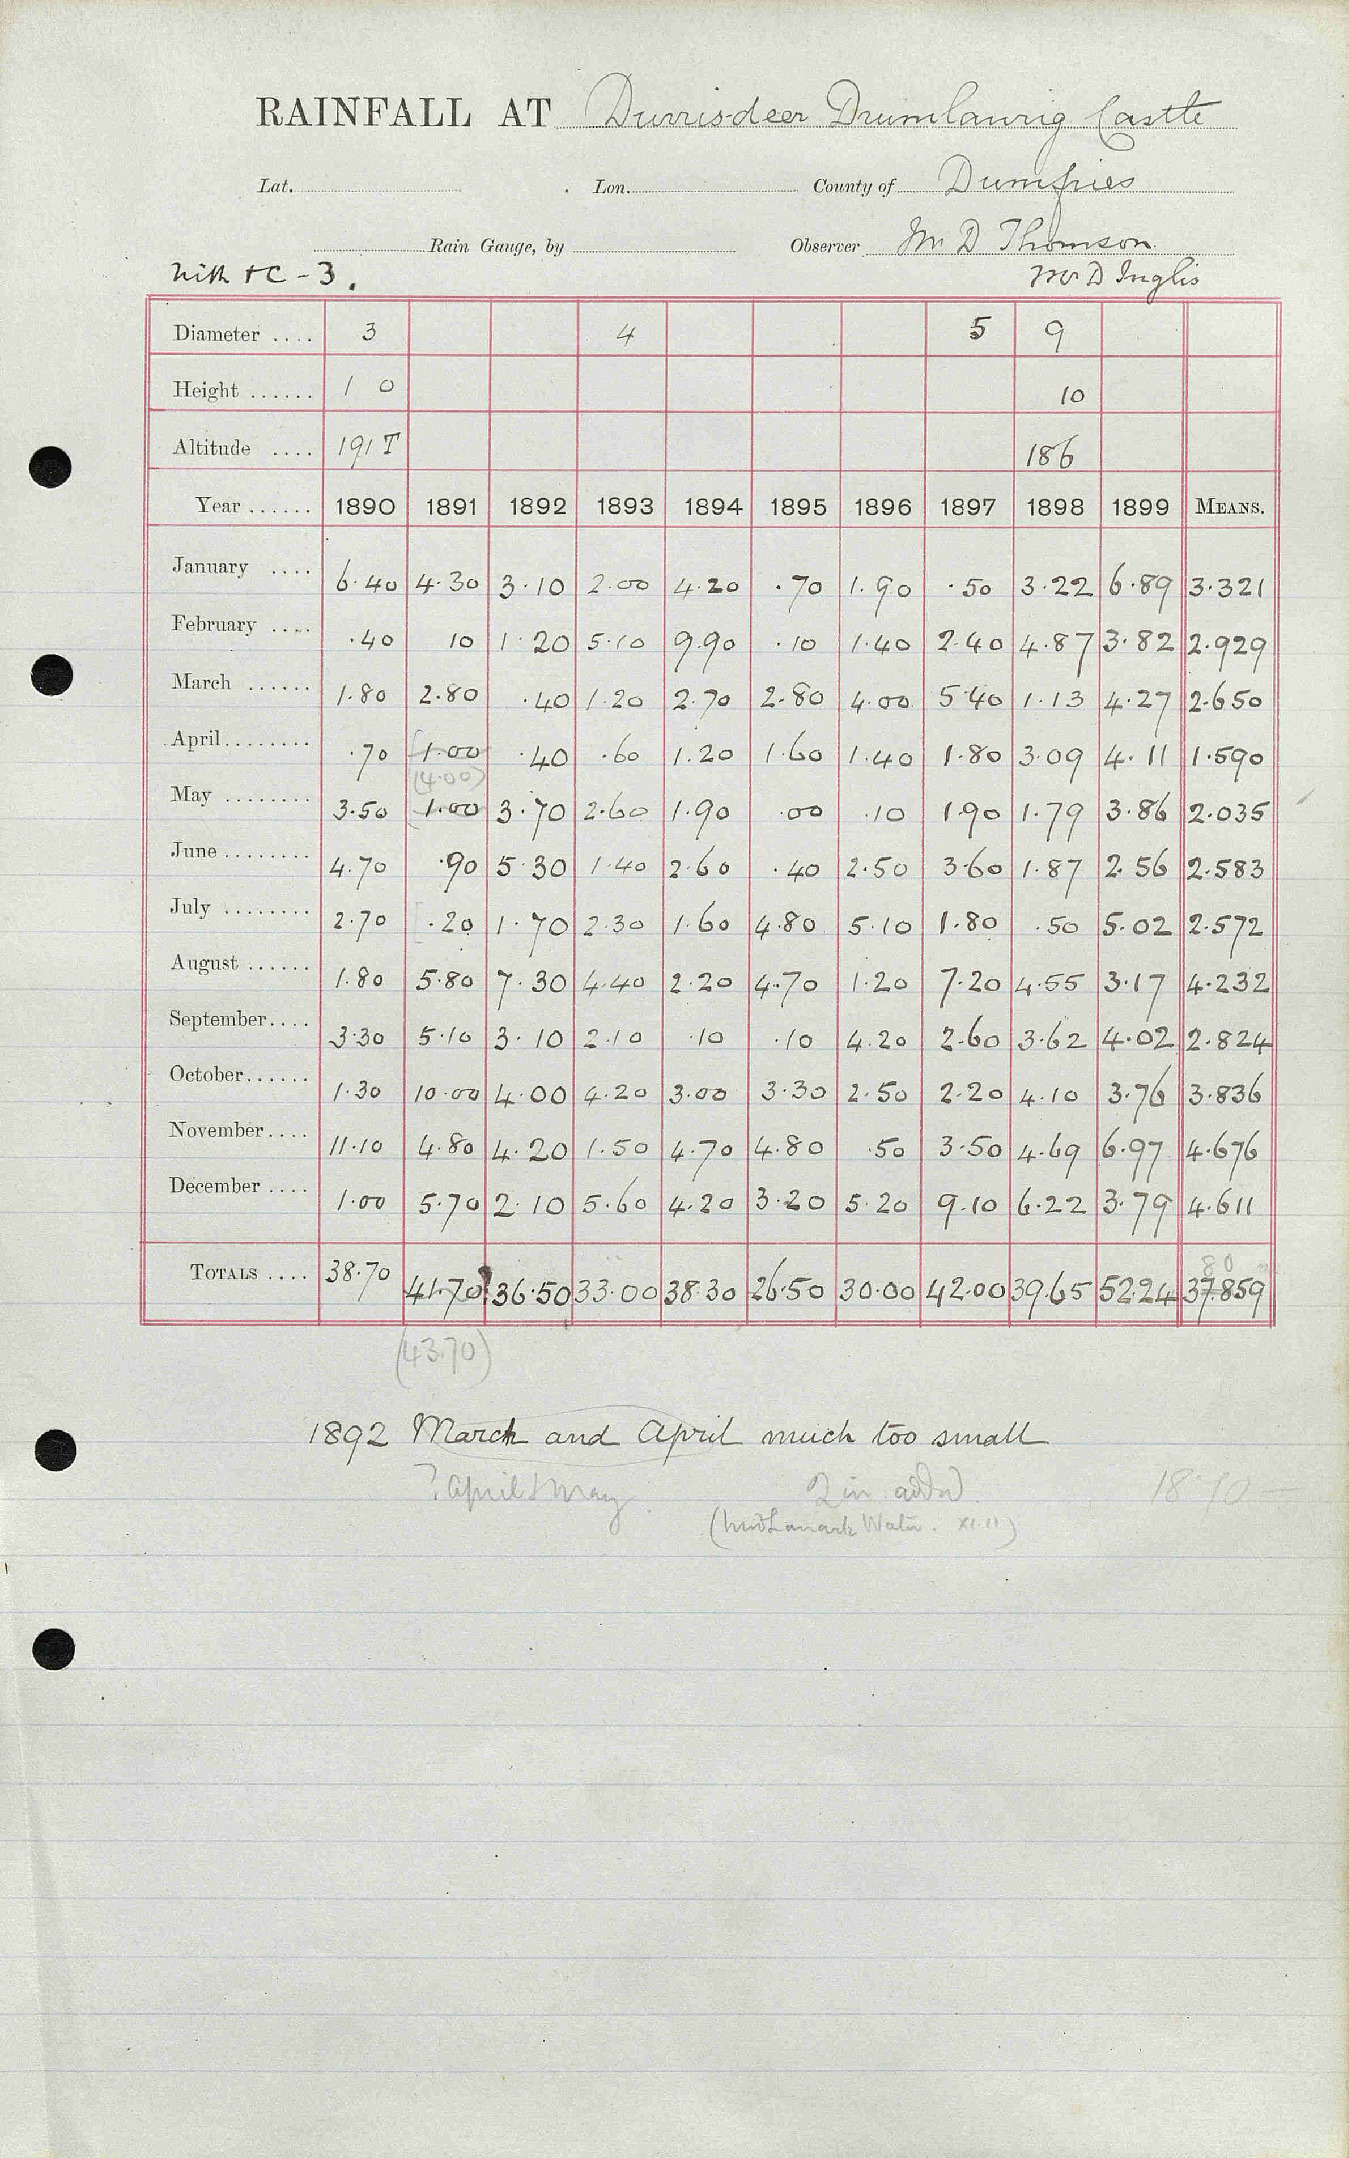 RAINFALL AT Durrisdeer Drumlanrig Castle
Lat. Lon. County of Dumfries
Rain Gauge, by Observer Mr D Thomson
Nith + C - 3. Mr D Inglis
Diameter .... 3 4 5 9
Height ...... 1 0 10
Altitude .... 191 T 186
Year ...... 1890 1891 1892 1893 1894 1895 1896 1897 1898 1899 MEANS.
January .... 6.40 4.30 3.10 2.00 4.20 .70 1.90 .50 3.22 6.89 3.321
February .... .40 10 1.20 5.10 9.90 .10 1.40 2.40 4.87 3.82 2.929
March ...... 1.80 2.80 .40 1.20 2.70 2.80 4.00 5.40 1.13 4.27 2.650
April ........ .70 1.00 .40 .60 1.20 1.60 1.40 1.80 3.09 4.11 1.590
(4.00)
May ........ 3.50 1.00 3.70 2.60 1.90 .00 .10 1.90 1.79 3.86 2.035
June ........ 4.70 .90 5.30 1.40 2.60 .40 2.50 3.60 1.87 2.56 2.583
July ........ 2.70 .20 1.70 2.30 1.60 4.80 5.10 1.80 .50 5.02 2.572
August ...... 1.80 5.80 7.30 4.40 2.20 4.70 1.20 7.20 4.55 3.17 4.232
September .... 3.30 5.10 3.10 2.10 .10 .10 4.20 2.60 3.62 4.02 2.824
October ...... 1.30 10.00 4.00 4.20 3.00 3.30 2.50 2.20 4.10 3.76 3.836
November .... 11.10 4.80 4.20 1.50 4.70 4.80 .50 3.50 4.69 6.97 4.676
December .... 1.00 5.70 2.10 5.60 4.20 3.20 5.20 9.10 6.22 3.79 4.611
80
TOTALS .... 38.70 41.70? 36.50 33.00 38.30 26.50 30.00 42.00 39.65 52.24 37.859
(43.70)
1892 March and April much too small
? April & May 2 in. added 18 90
Lanark Water. XI.11)